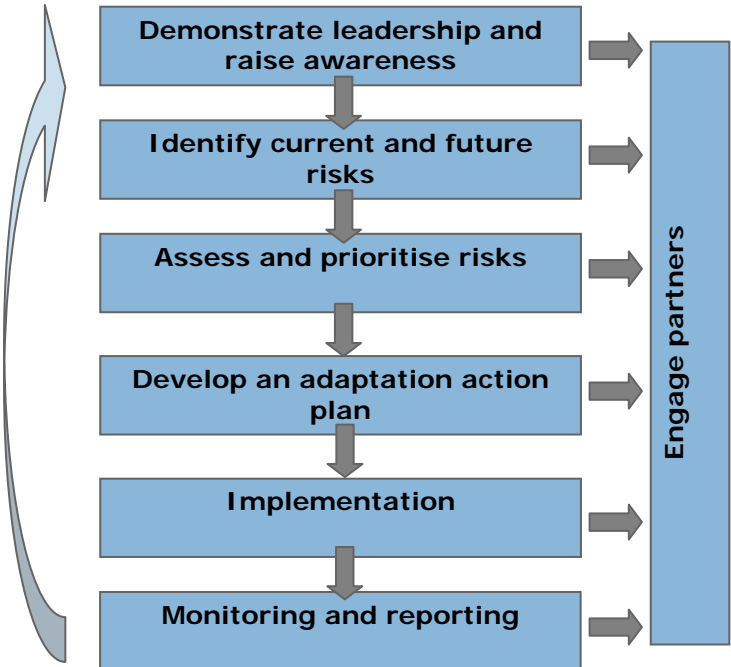 Demonstrate leadership and
raise awareness
Identify current and future
risks
Assess and prioritise risks
Develop an adaptation action
plan
Implementation
Monitoring and reporting
Engage partners